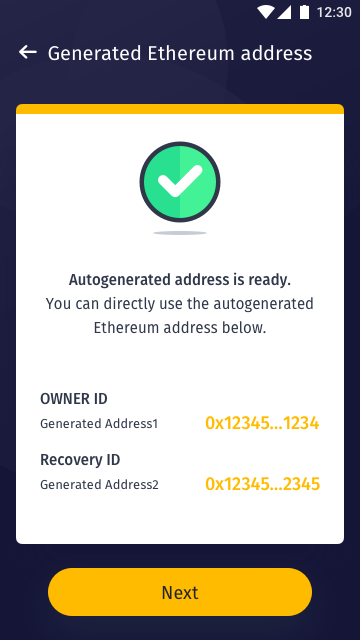 12:30
Generated Ethereum address
Autogenerated address is ready.
You can directly use the autogenerated
Ethereum address below.
OWNER ID
Generated Address1 0x12345...1234
Recovery ID
Generated Address2 0x12345...2345
Next